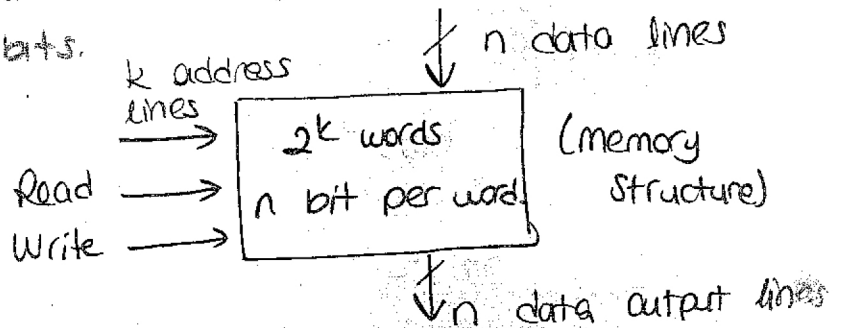 bits.
n data lines
k address
lines
2^k words
n bit per word.
(memory
structure)
Read
Write
n data output lines